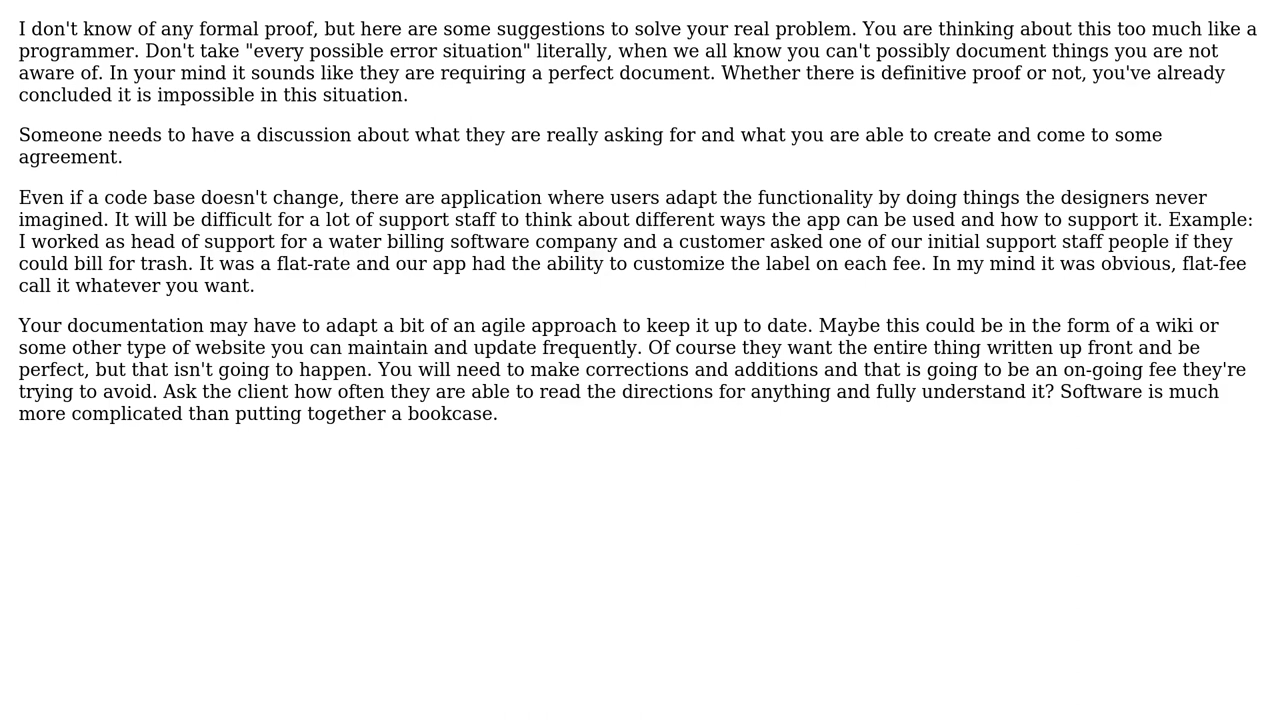 I don't know of any formal proof, but here are some suggestions to solve your real problem. You are thinking about this too much like a
programmer. Don't take "every possible error situation" literally, when we all know you can't possibly document things you are not
aware of. In your mind it sounds like they are requiring a perfect document. Whether there is definitive proof or not, you've already
concluded it is impossible in this situation.
Someone needs to have a discussion about what they are really asking for and what you are able to create and come to some
agreement.
Even if a code base doesn't change, there are application where users adapt the functionality by doing things the designers never
imagined. It will be difficult for a lot of support staff to think about different ways the app can be used and how to support it. Example:
I worked as head of support for a water billing software company and a customer asked one of our initial support staff people if they
could bill for trash. It was a flat-rate and our app had the ability to customize the label on each fee. In my mind it was obvious, flat-fee
call it whatever you want.
Your documentation may have to adapt a bit of an agile approach to keep it up to date. Maybe this could be in the form of a wiki or
some other type of website you can maintain and update frequently. Of course they want the entire thing written up front and be
perfect, but that isn't going to happen. You will need to make corrections and additions and that is going to be an on-going fee they're
trying to avoid. Ask the client how often they are able to read the directions for anything and fully understand it? Software is much
more complicated than putting together a bookcase.